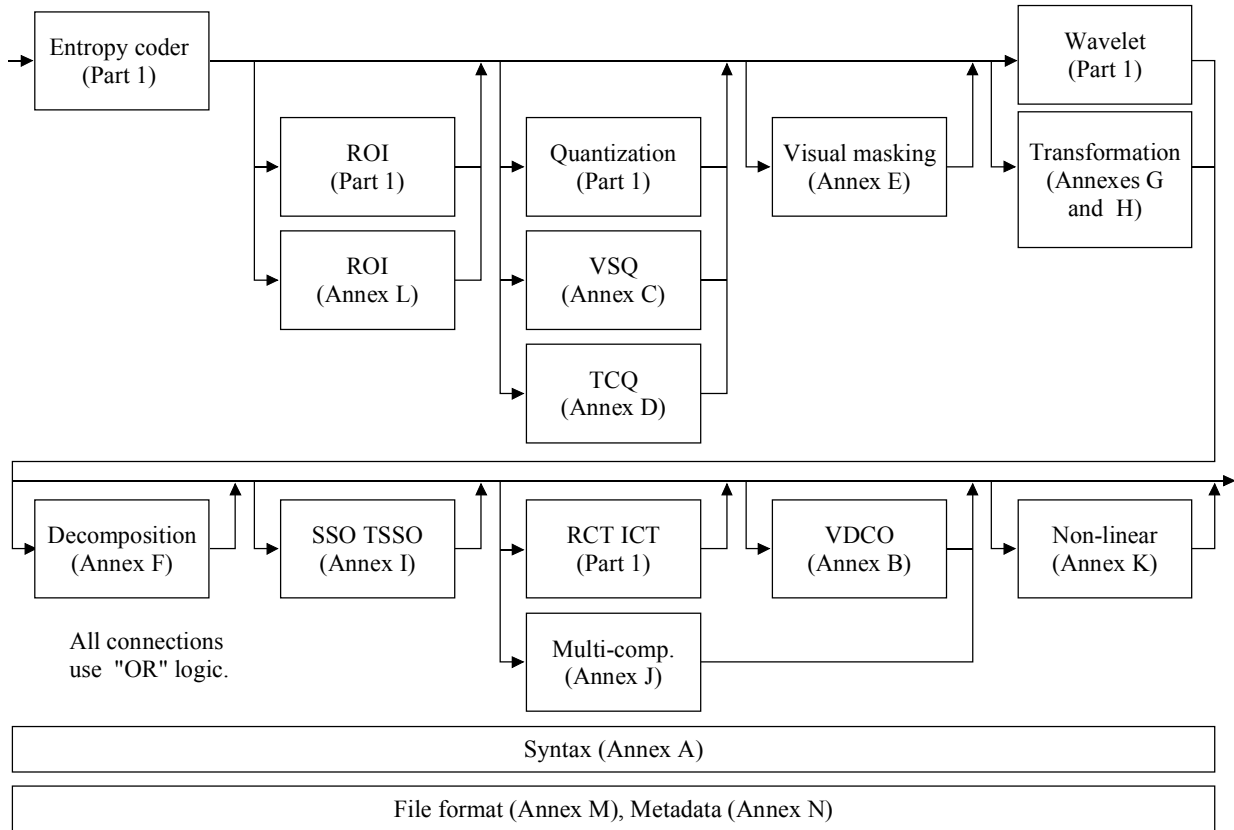 Entropy coder
(Part 1)
Wavelet
(Part 1)
ROI
(Part 1)
Quantization
(Part 1)
Visual masking
(Annex E)
Transformation
(Annexes G
and H)
ROI
(Annex L)
VSQ
(Annex C)
TCQ
(Annex D)
Decomposition
(Annex F)
SSO TSSO
(Annex I)
RCT ICT
(Part 1)
VDCO
(Annex B)
Non-linear
(Annex K)
All connections
use "OR" logic.
Multi-comp.
(Annex J)
Syntax (Annex A)
File format (Annex M), Metadata (Annex N)